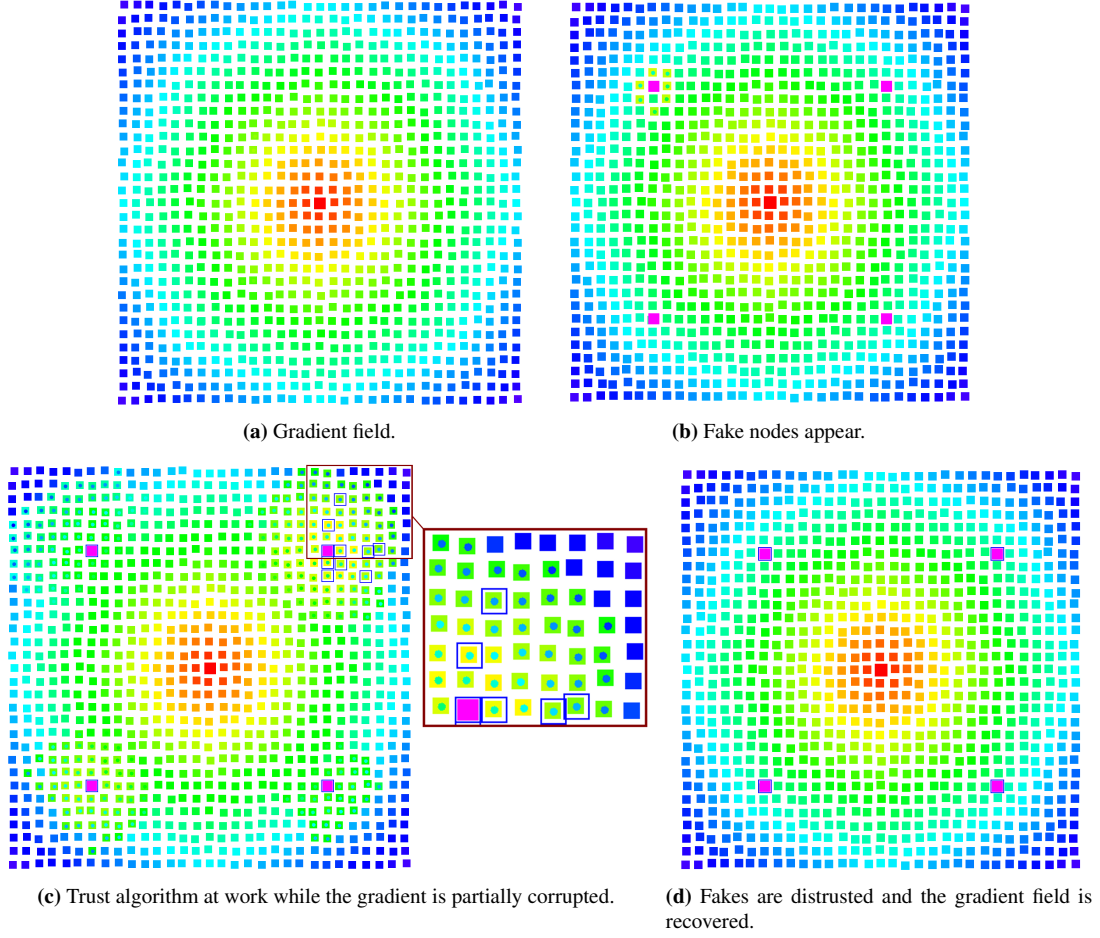 (a) Gradient field.
(b) Fake nodes appear.
(c) Trust algorithm at work while the gradient is partially corrupted.
(d) Fakes are distrusted and the gradient field is
recovered.